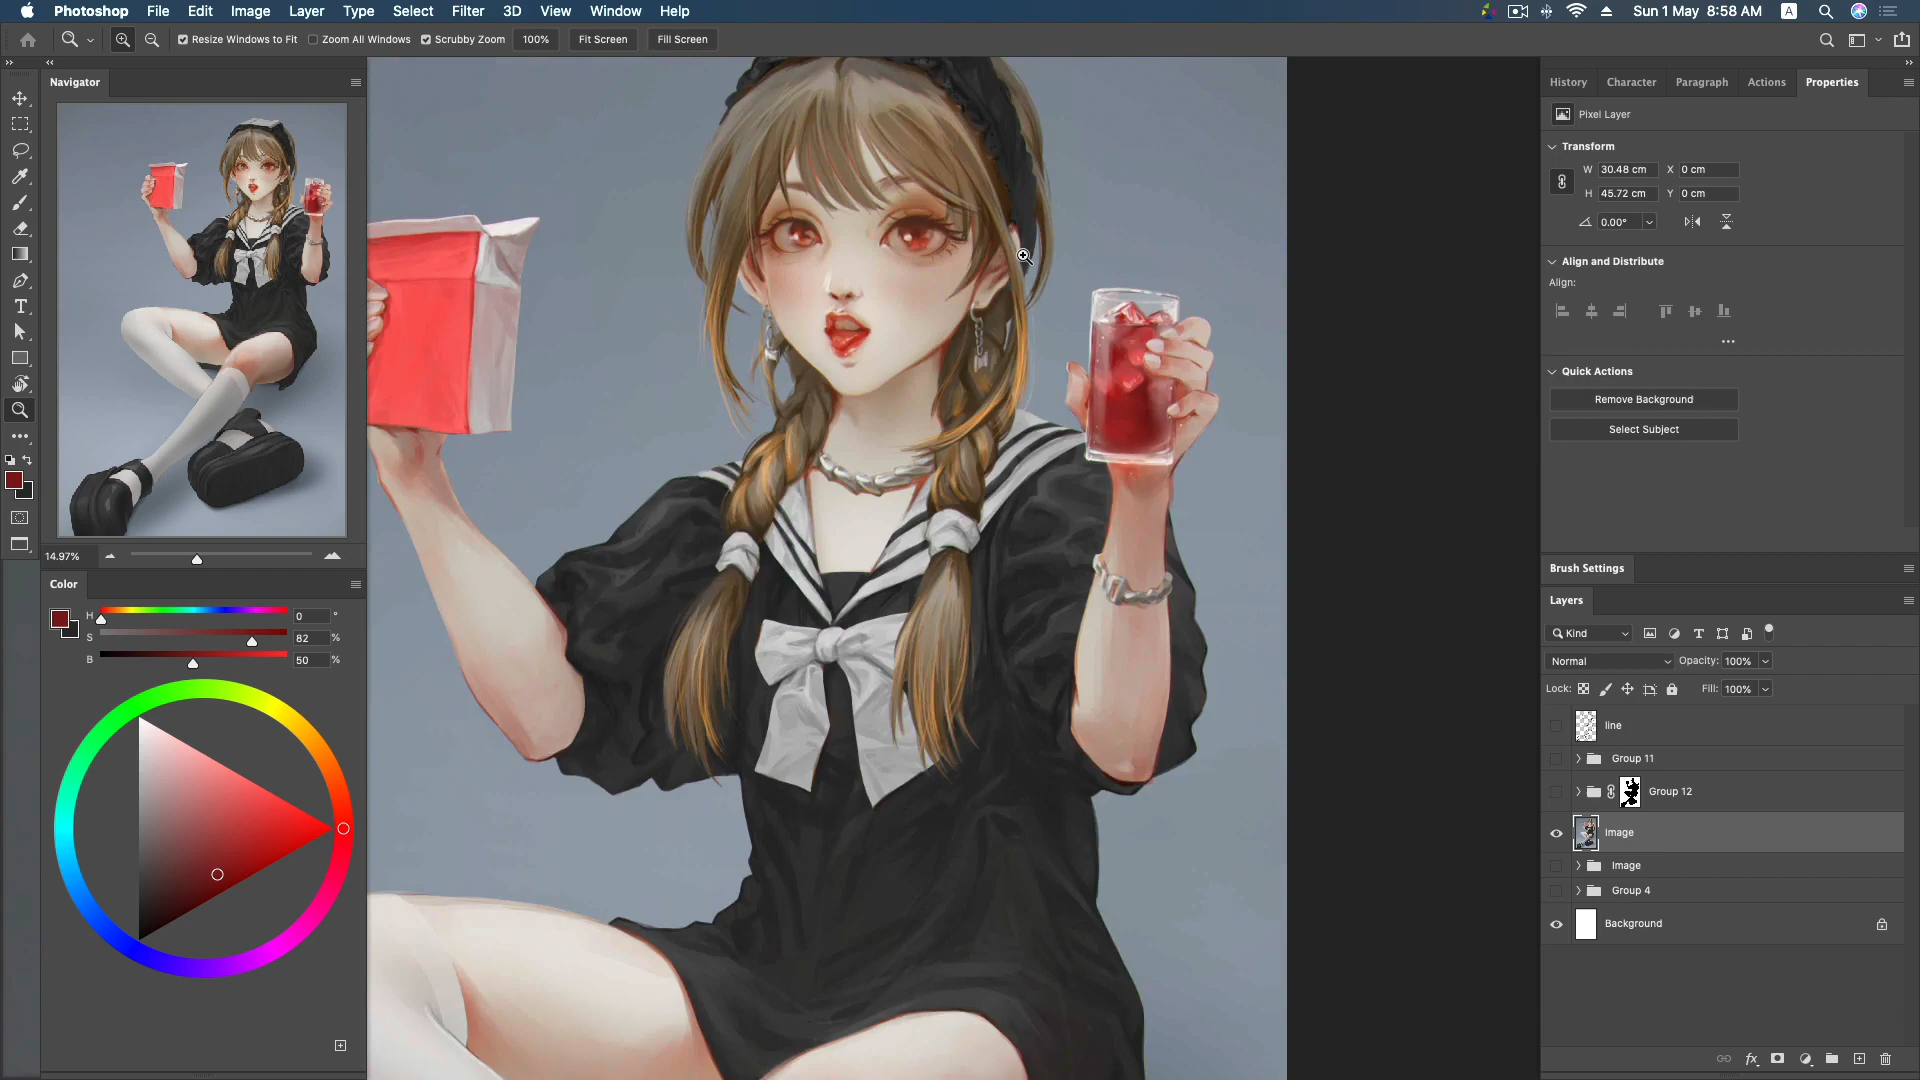 Photoshop File Edit Image Layer Type Select Filter 3D View Window Help Sun 1 May 8:58 AM A
Resize Windows to Fit Zoom All Windows Scrubby Zoom 100% Fit Screen Fill Screen
Navigator
14.97%
Color
H 0 °
S 82 %
B 50 %
History Character Paragraph Actions Properties
Pixel Layer
Transform
W 30.48 cm X 0 cm
H 45.72 cm Y 0 cm
0.00°
Align and Distribute
Align:
Quick Actions
Remove Background
Select Subject
Brush Settings
Layers
Kind
Normal Opacity: 100%
Lock: Fill: 100%
line
Group 11
Group 12
Image
Image
Group 4
Background